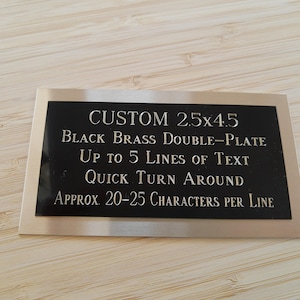 CUSTOM 2.5x4.5
BLACK BRASS DOUBLE-PLATE
UP TO 5 LINES OF TEXT
QUICK TURN AROUND
APPROX. 20-25 CHARACTERS PER LINE